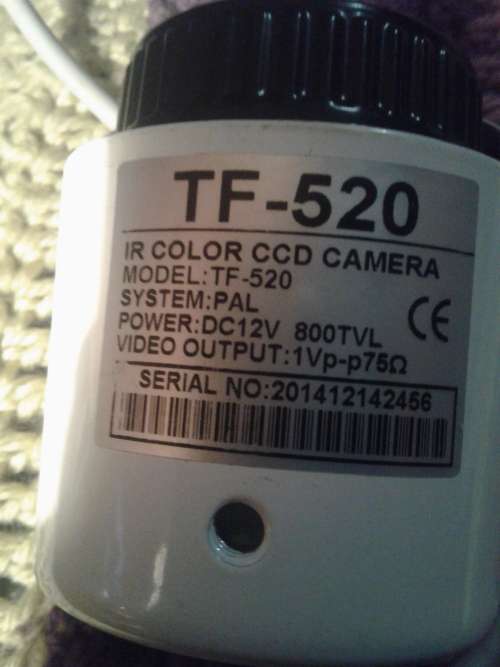 TF-520
IR COLOR CCD CAMERA
MODEL:TF-520
SYSTEM:PAL
POWER:DC12V 800TVL
VIDEO OUTPUT:1Vp-p75Ω
CE
SERIAL NO:201412142456